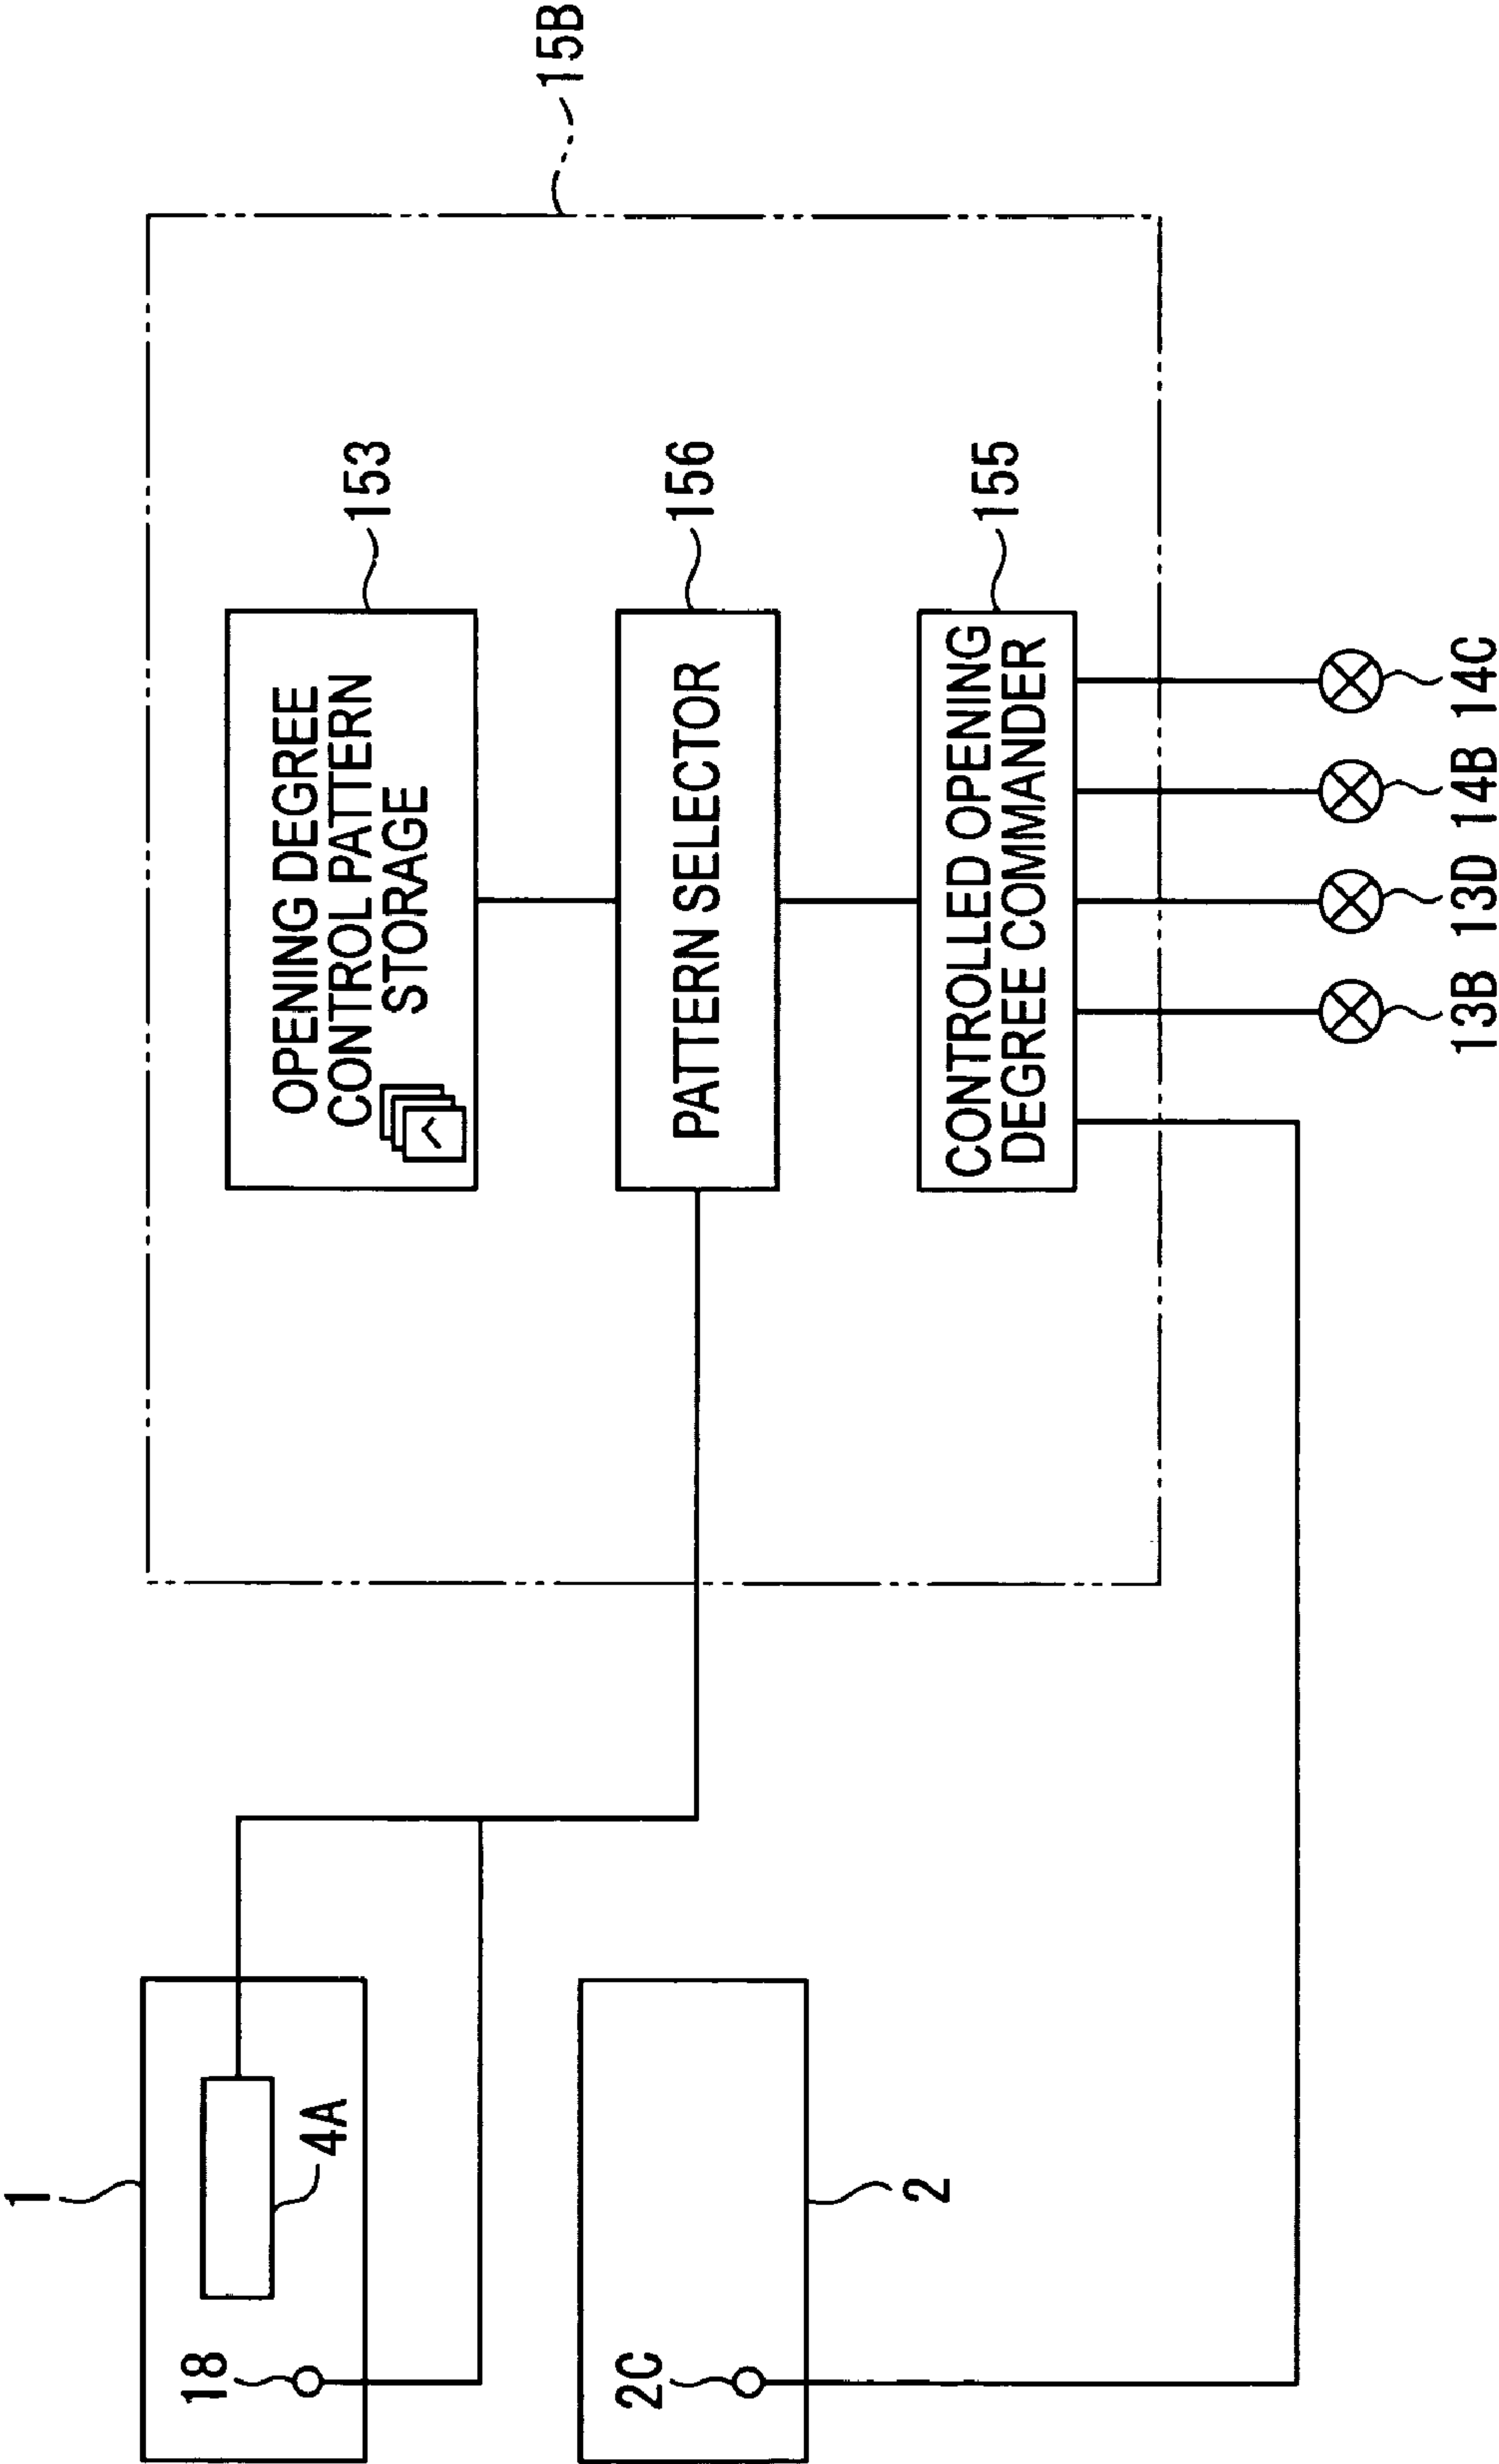 15B
153
OPENING DEGREE
CONTROL PATTERN
STORAGE
156
PATTERN SELECTOR
155
CONTROLLED OPENING
DEGREE COMMANDER
1
4A
18
2
2C
13B
13D
14B
14C